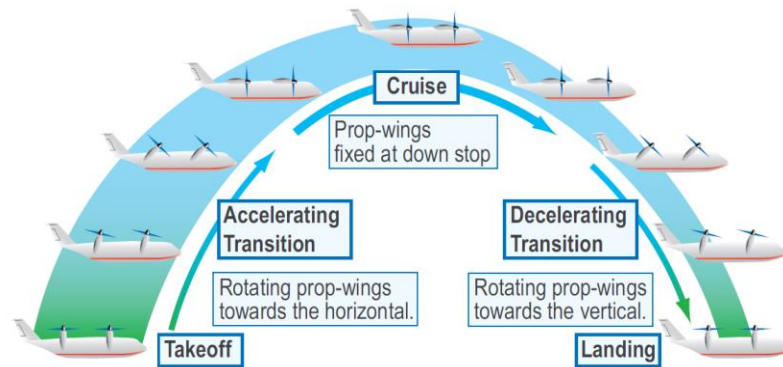 Cruise
Prop-wings
fixed at down stop
Accelerating
Transition
Rotating prop-wings
towards the horizontal.
Takeoff
Decelerating
Transition
Rotating prop-wings
towards the vertical.
Landing